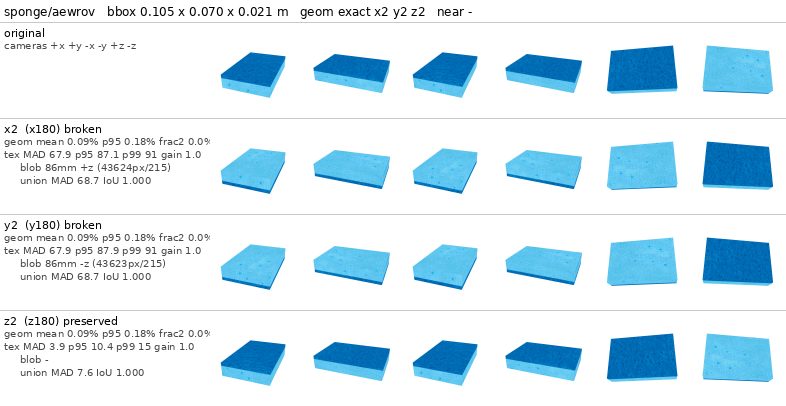 sponge/aewrov   bbox 0.105 x 0.070 x 0.021 m   geom exact x2 y2 z2   near -
original
cameras +x +y -x -y +z -z
x2  (x180) broken
geom mean 0.09% p95 0.18% frac2 0.0%
tex MAD 67.9 p95 87.1 p99 91 gain 1.0
blob 86mm +z (43624px/215)
union MAD 68.7 IoU 1.000
y2  (y180) broken
geom mean 0.09% p95 0.18% frac2 0.0%
tex MAD 67.9 p95 87.9 p99 91 gain 1.0
blob 86mm -z (43623px/215)
union MAD 68.7 IoU 1.000
z2  (z180) preserved
geom mean 0.09% p95 0.18% frac2 0.0%
tex MAD 3.9 p95 10.4 p99 15 gain 1.0
blob -
union MAD 7.6 IoU 1.000